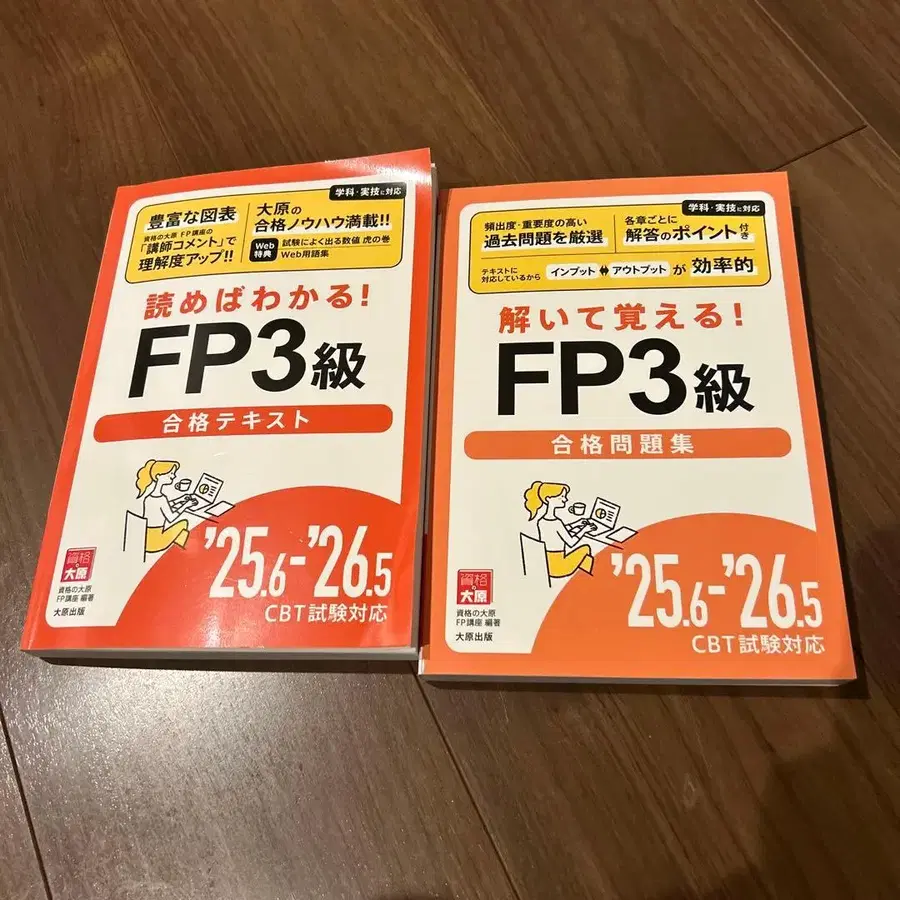 学科・実技に対応
豊富な図表
資格の大原 FP講座の
「講師コメント」で
理解度アップ!!
大原の
合格ノウハウ満載!!
Web特典
試験によく出る数値 虎の巻
Web用語集
読めばわかる!
FP3級
合格テキスト
'25.6-'26.5
CBT試験対応
資格の大原
資格の大原
FP講座 編著
大原出版
学科・実技に対応
頻出度・重要度の高い
過去問題を厳選
各章ごとに
解答のポイント付き
テキストに
対応しているから
インプット⇔アウトプットが効率的
解いて覚える!
FP3級
合格問題集
'25.6-'26.5
CBT試験対応
資格の大原
資格の大原
FP講座 編著
大原出版